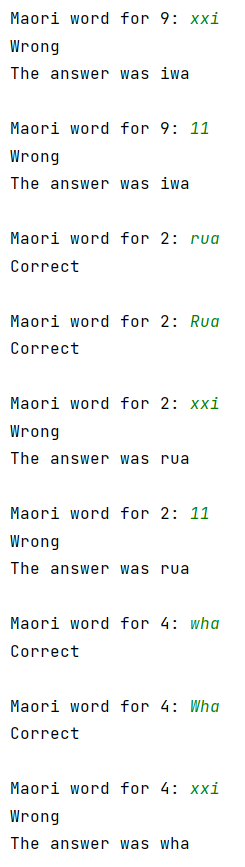 Maori word for 9: xxi
Wrong
The answer was iwa
Maori word for 9: 11
Wrong
The answer was iwa
Maori word for 2: rua
Correct
Maori word for 2: Rua
Correct
Maori word for 2: xxi
Wrong
The answer was rua
Maori word for 2: 11
Wrong
The answer was rua
Maori word for 4: wha
Correct
Maori word for 4: Wha
Correct
Maori word for 4: xxi
Wrong
The answer was wha